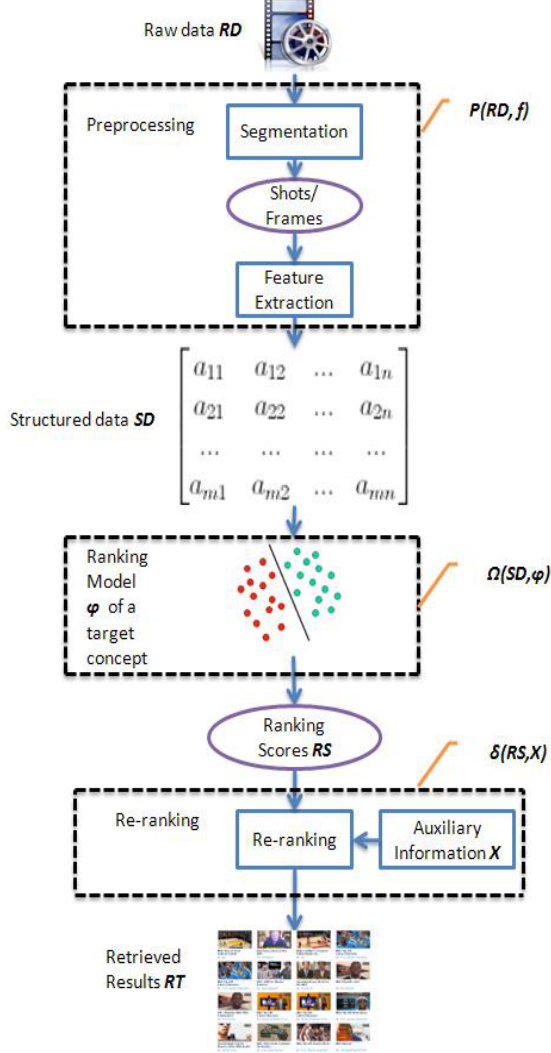 Raw data RD
Preprocessing
Segmentation
P(RD, f)
Shots/
Frames
Feature
Extraction
Structured data SD
a11 a12 ... a1n
a21 a22 ... a2n
... ... ... ...
am1 am2 ... amn
Ranking
Model
φ of a
target
concept
Ω(SD,φ)
Ranking
Scores RS
δ(RS,X)
Re-ranking
Re-ranking
Auxiliary
Information X
Retrieved
Results RT